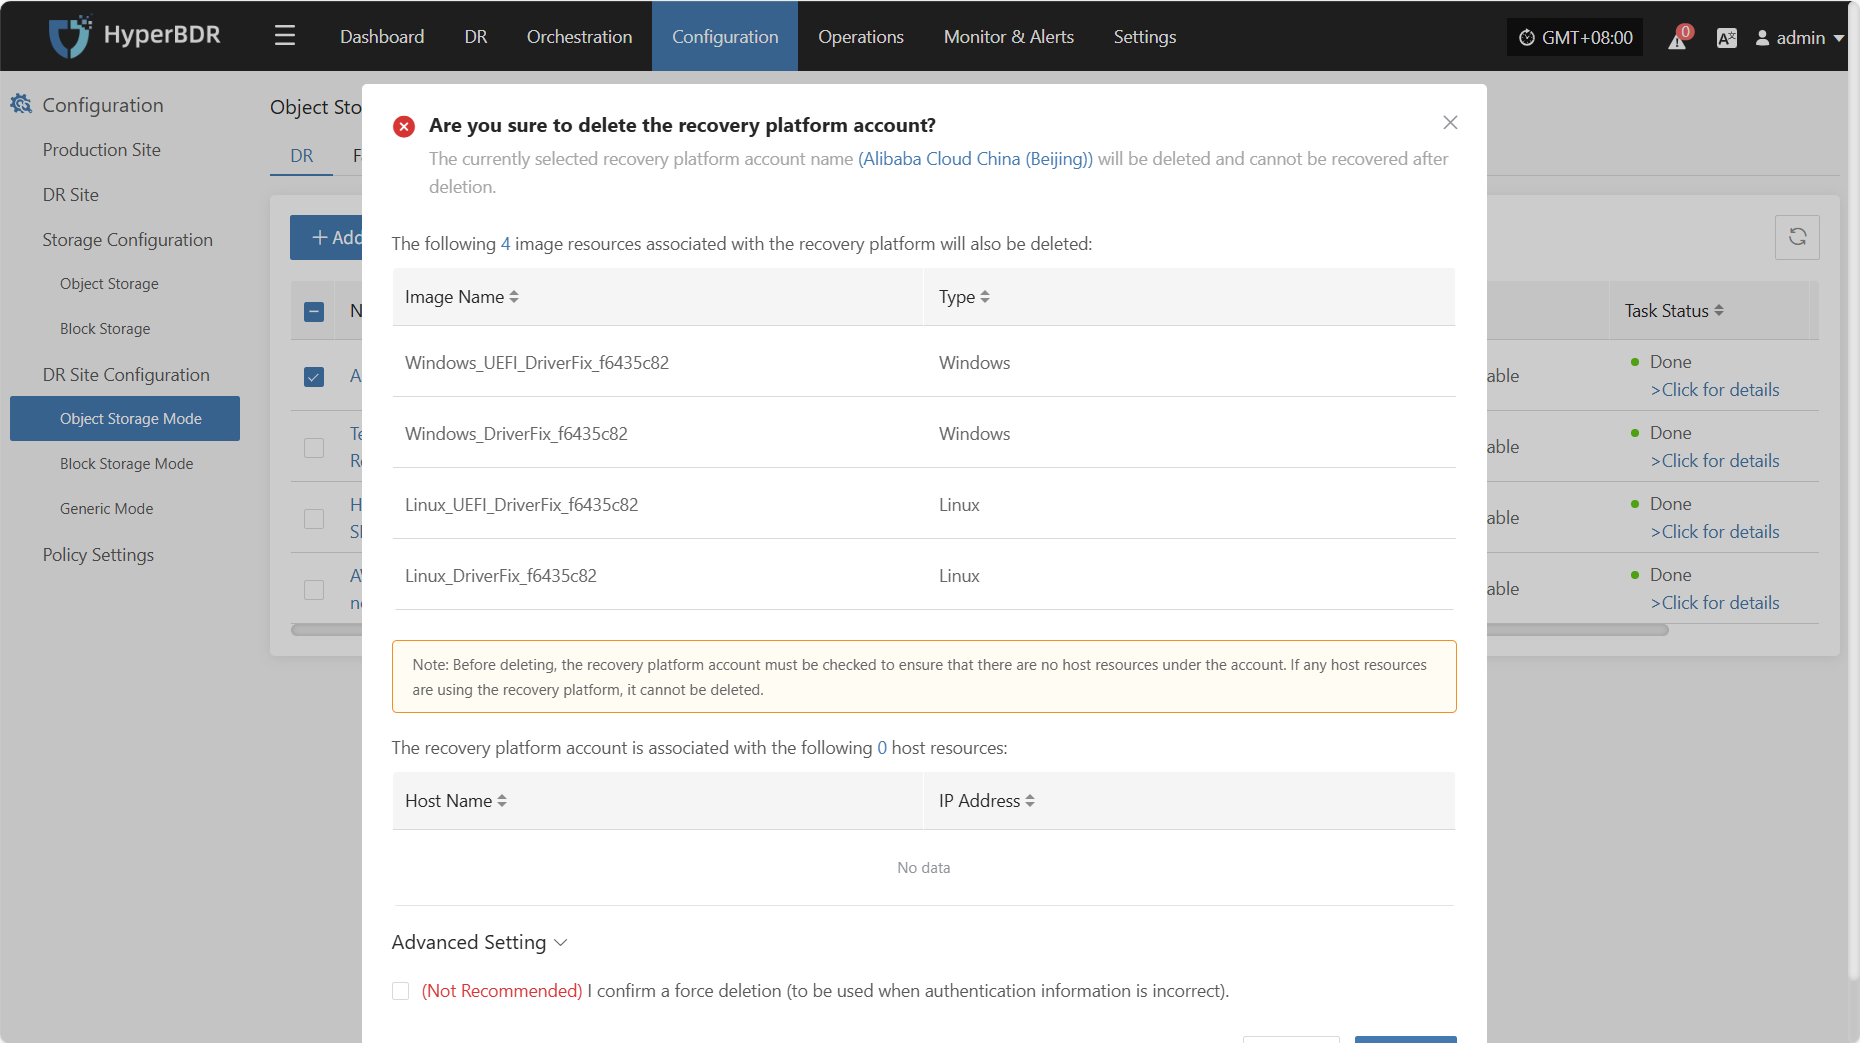 HyperBDR
Dashboard
DR
Orchestration
Configuration
Operations
Monitor & Alerts
Settings
GMT+08:00
0
admin
Configuration
Production Site
DR Site
Storage Configuration
Object Storage
Block Storage
DR Site Configuration
Object Storage Mode
Block Storage Mode
Generic Mode
Policy Settings
Object Sto
DR
+ Add
Are you sure to delete the recovery platform account?
The currently selected recovery platform account name (Alibaba Cloud China (Beijing)) will be deleted and cannot be recovered after
deletion.
The following 4 image resources associated with the recovery platform will also be deleted:
Image Name
Type
Windows_UEFI_DriverFix_f6435c82
Windows
Windows_DriverFix_f6435c82
Windows
Linux_UEFI_DriverFix_f6435c82
Linux
Linux_DriverFix_f6435c82
Linux
Note: Before deleting, the recovery platform account must be checked to ensure that there are no host resources under the account. If any host resources
are using the recovery platform, it cannot be deleted.
The recovery platform account is associated with the following 0 host resources:
Host Name
IP Address
No data
Advanced Setting
(Not Recommended) I confirm a force deletion (to be used when authentication information is incorrect).
Task Status
able
Done
>Click for details
able
Done
>Click for details
able
Done
>Click for details
able
Done
>Click for details